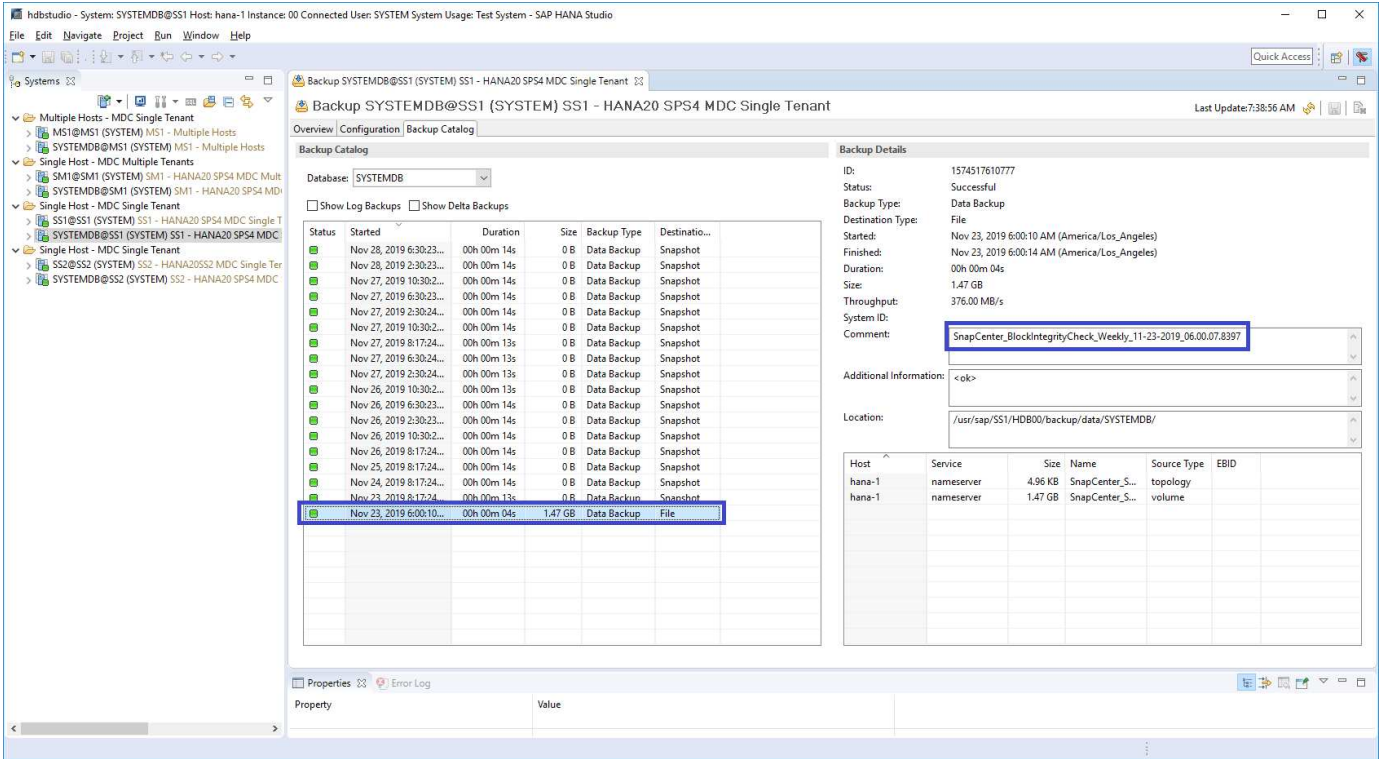 hdbstudio - System: SYSTEMDB@SS1 Host: hana-1 Instance: 00 Connected User: SYSTEM System Usage: Test System - SAP HANA Studio
File Edit Navigate Project Run Window Help
Quick Access
Systems
Multiple Hosts - MDC Single Tenant
MS1@MS1 (SYSTEM) MS1 - Multiple Hosts
SYSTEMDB@MS1 (SYSTEM) MS1 - Multiple Hosts
Single Host - MDC Multiple Tenants
SM1@SM1 (SYSTEM) SM1 - HANA20 SPS4 MDC Mult
SYSTEMDB@SM1 (SYSTEM) SM1 - HANA20 SPS4 MD
Single Host - MDC Single Tenant
SS1@SS1 (SYSTEM) SS1 - HANA20 SPS4 MDC Single T
SYSTEMDB@SS1 (SYSTEM) SS1 - HANA20 SPS4 MDC
Single Host - MDC Single Tenant
SS2@SS2 (SYSTEM) SS2 - HANA20SS2 MDC Single Ter
SYSTEMDB@SS2 (SYSTEM) SS2 - HANA20 SPS4 MDC
Backup SYSTEMDB@SS1 (SYSTEM) SS1 - HANA20 SPS4 MDC Single Tenant
Backup SYSTEMDB@SS1 (SYSTEM) SS1 - HANA20 SPS4 MDC Single Tenant
Last Update:7:38:56 AM
Overview Configuration Backup Catalog
Backup Catalog
Database: SYSTEMDB
Show Log Backups Show Delta Backups
Status Started Duration Size Backup Type Destinatio...
Nov 28, 2019 6:30:23... 00h 00m 14s 0 B Data Backup Snapshot
Nov 28, 2019 2:30:23... 00h 00m 14s 0 B Data Backup Snapshot
Nov 27, 2019 10:30:2... 00h 00m 14s 0 B Data Backup Snapshot
Nov 27, 2019 6:30:23... 00h 00m 14s 0 B Data Backup Snapshot
Nov 27, 2019 2:30:24... 00h 00m 14s 0 B Data Backup Snapshot
Nov 27, 2019 10:30:2... 00h 00m 14s 0 B Data Backup Snapshot
Nov 27, 2019 8:17:24... 00h 00m 13s 0 B Data Backup Snapshot
Nov 27, 2019 6:30:24... 00h 00m 14s 0 B Data Backup Snapshot
Nov 27, 2019 2:30:24... 00h 00m 13s 0 B Data Backup Snapshot
Nov 26, 2019 10:30:2... 00h 00m 13s 0 B Data Backup Snapshot
Nov 26, 2019 6:30:23... 00h 00m 14s 0 B Data Backup Snapshot
Nov 26, 2019 2:30:23... 00h 00m 14s 0 B Data Backup Snapshot
Nov 26, 2019 10:30:2... 00h 00m 14s 0 B Data Backup Snapshot
Nov 26, 2019 8:17:24... 00h 00m 14s 0 B Data Backup Snapshot
Nov 25, 2019 8:17:24... 00h 00m 14s 0 B Data Backup Snapshot
Nov 24, 2019 8:17:24... 00h 00m 14s 0 B Data Backup Snapshot
Nov 23, 2019 8:17:24... 00h 00m 13s 0 B Data Backup Snapshot
Nov 23, 2019 6:00:10... 00h 00m 04s 1.47 GB Data Backup File
Backup Details
ID: 1574517610777
Status: Successful
Backup Type: Data Backup
Destination Type: File
Started: Nov 23, 2019 6:00:10 AM (America/Los_Angeles)
Finished: Nov 23, 2019 6:00:14 AM (America/Los_Angeles)
Duration: 00h 00m 04s
Size: 1.47 GB
Throughput: 376.00 MB/s
System ID:
Comment: SnapCenter_BlockIntegrityCheck_Weekly_11-23-2019_06.00.07.8397
Additional Information: <ok>
Location: /usr/sap/SS1/HDB00/backup/data/SYSTEMDB/
Host Service Size Name Source Type EBID
hana-1 nameserver 4.96 KB SnapCenter_S... topology
hana-1 nameserver 1.47 GB SnapCenter_S... volume
Properties Error Log
Property Value